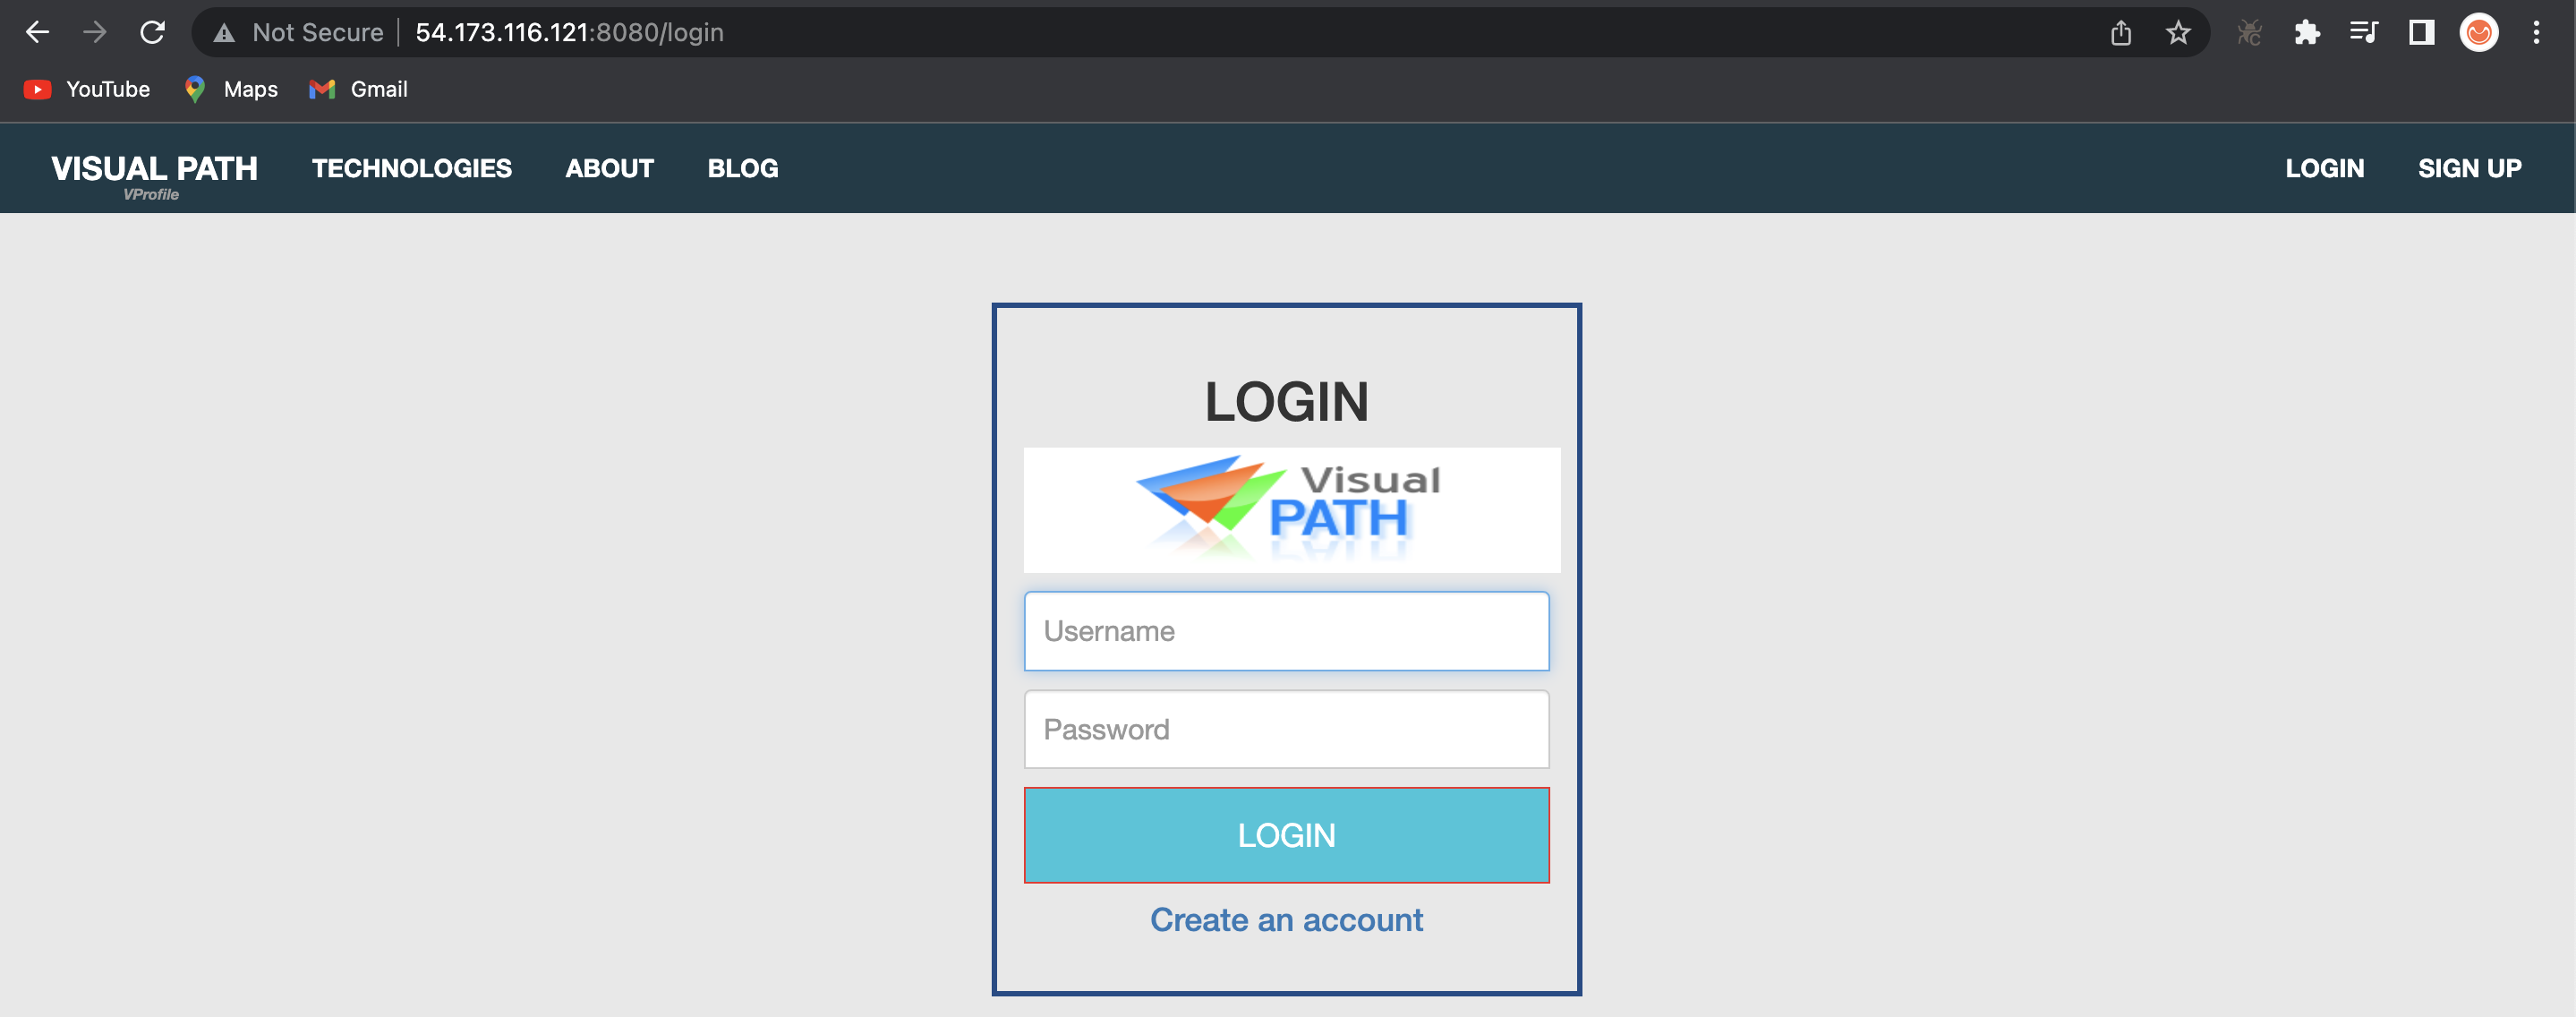 Not Secure | 54.173.116.121:8080/login
YouTube Maps Gmail
VISUAL PATH TECHNOLOGIES ABOUT BLOG LOGIN SIGN UP
VProfile
LOGIN
Visual
PATH
Username
Password
LOGIN
Create an account